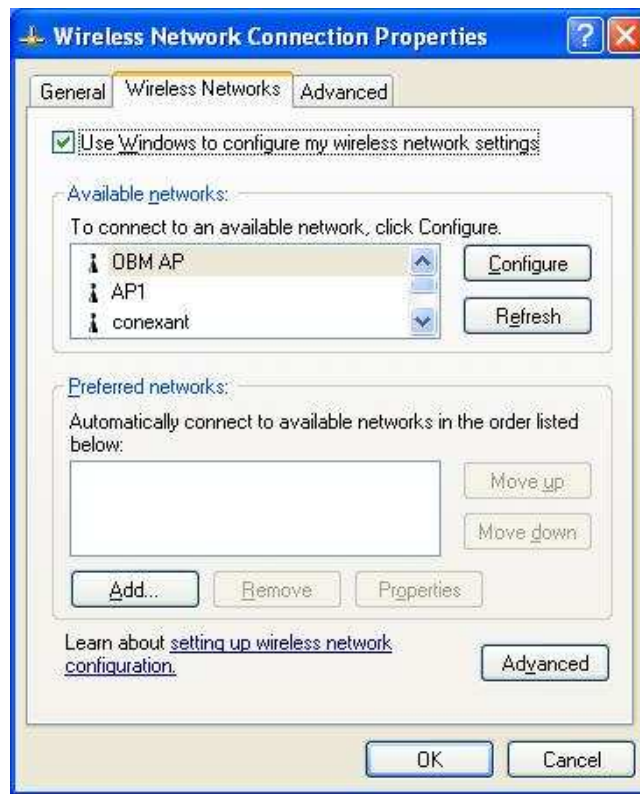 Wireless Network Connection Properties
General Wireless Networks Advanced
Use Windows to configure my wireless network settings
Available networks:
To connect to an available network, click Configure.
OBM AP
AP1
conexant
Configure
Refresh
Preferred networks:
Automatically connect to available networks in the order listed
below:
Move up
Move down
Add... Remove Properties
Learn about setting up wireless network
configuration.
Advanced
OK Cancel